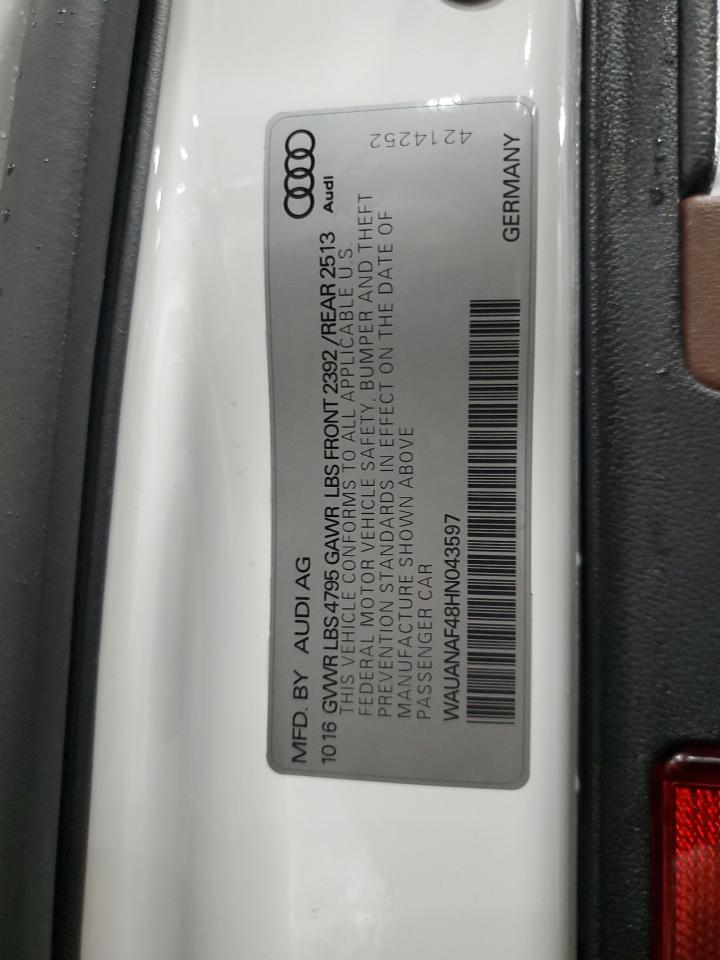 MFD. BY AUDI AG
Audi
10 16 GVWR LBS 4795 GAWR LBS FRONT 2392 /REAR 2513
THIS VEHICLE CONFORMS TO ALL APPLICABLE U.S.
FEDERAL MOTOR VEHICLE SAFETY, BUMPER AND THEFT
PREVENTION STANDARDS IN EFFECT ON THE DATE OF
MANUFACTURE SHOWN ABOVE
PASSENGER CAR
4214252
WAUANAF48HN043597
GERMANY